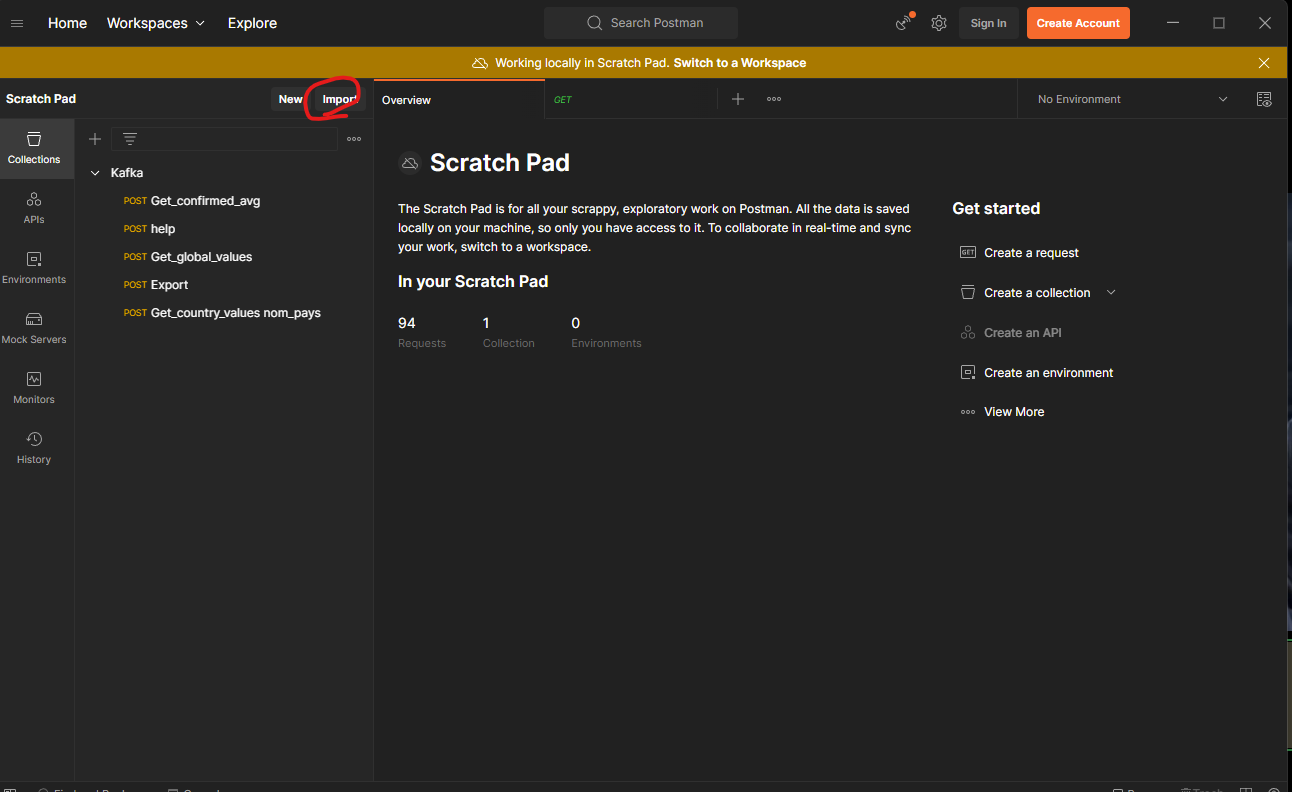 Home Workspaces Explore Search Postman Sign In Create Account
Working locally in Scratch Pad. Switch to a Workspace
Scratch Pad New Import Overview GET No Environment
Collections
APIs
Environments
Mock Servers
Monitors
History
Kafka
POST Get_confirmed_avg
POST help
POST Get_global_values
POST Export
POST Get_country_values nom_pays
Scratch Pad
The Scratch Pad is for all your scrappy, exploratory work on Postman. All the data is saved
locally on your machine, so only you have access to it. To collaborate in real-time and sync
your work, switch to a workspace.
In your Scratch Pad
94 1 0
Requests Collection Environments
Get started
GET Create a request
Create a collection
Create an API
Create an environment
View More